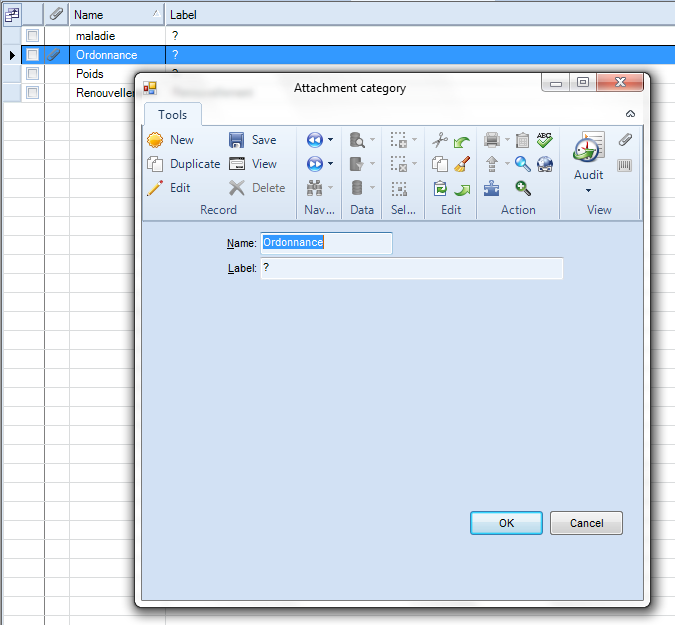 Name Label
maladie ?
Ordonnance ?
Poids ?
Attachment category
Tools
New Save
Duplicate View
Edit Delete
Audit
Record Nav... Data Sel... Edit Action View
ABC
Name: Ordonnance
Label: ?
OK Cancel